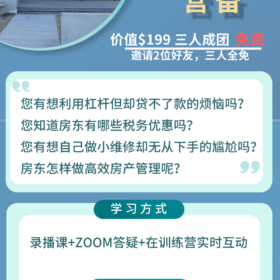 营备
价值$199 三人成团 免费
邀请2位好友，三人全免
您有想利用杠杆但却贷不了款的烦恼吗?
您知道房东有哪些税务优惠吗?
您有想自己做小维修却无从下手的尴尬吗?
房东怎样做高效房产管理呢?
学习方式
录播课+ZOOM答疑+在训练营实时互动